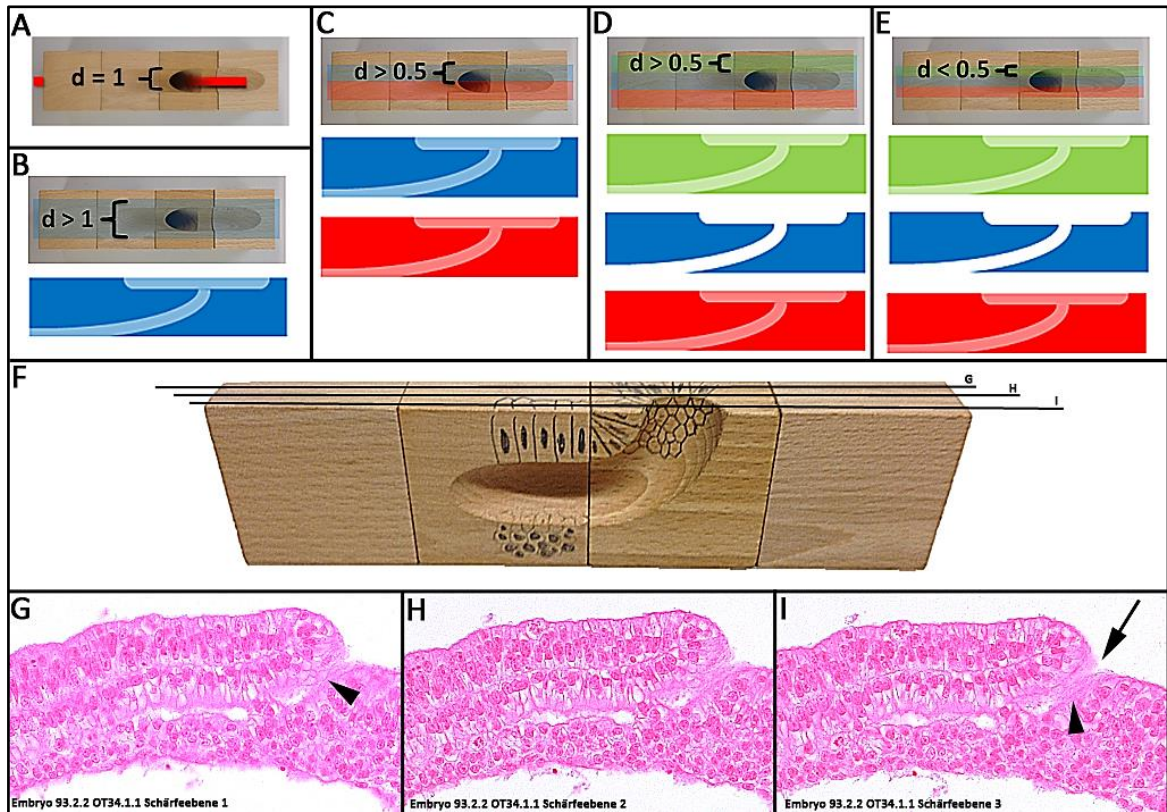 A
d = 1
B
d > 1
C
d > 0.5
D
d > 0.5
E
d < 0.5
F
G
H
I
G
Embryo 93.2.2 OT34.1.1 Schärfeebene 1
H
Embryo 93.2.2 OT34.1.1 Schärfeebene 2
I
Embryo 93.2.2 OT34.1.1 Schärfeebene 3